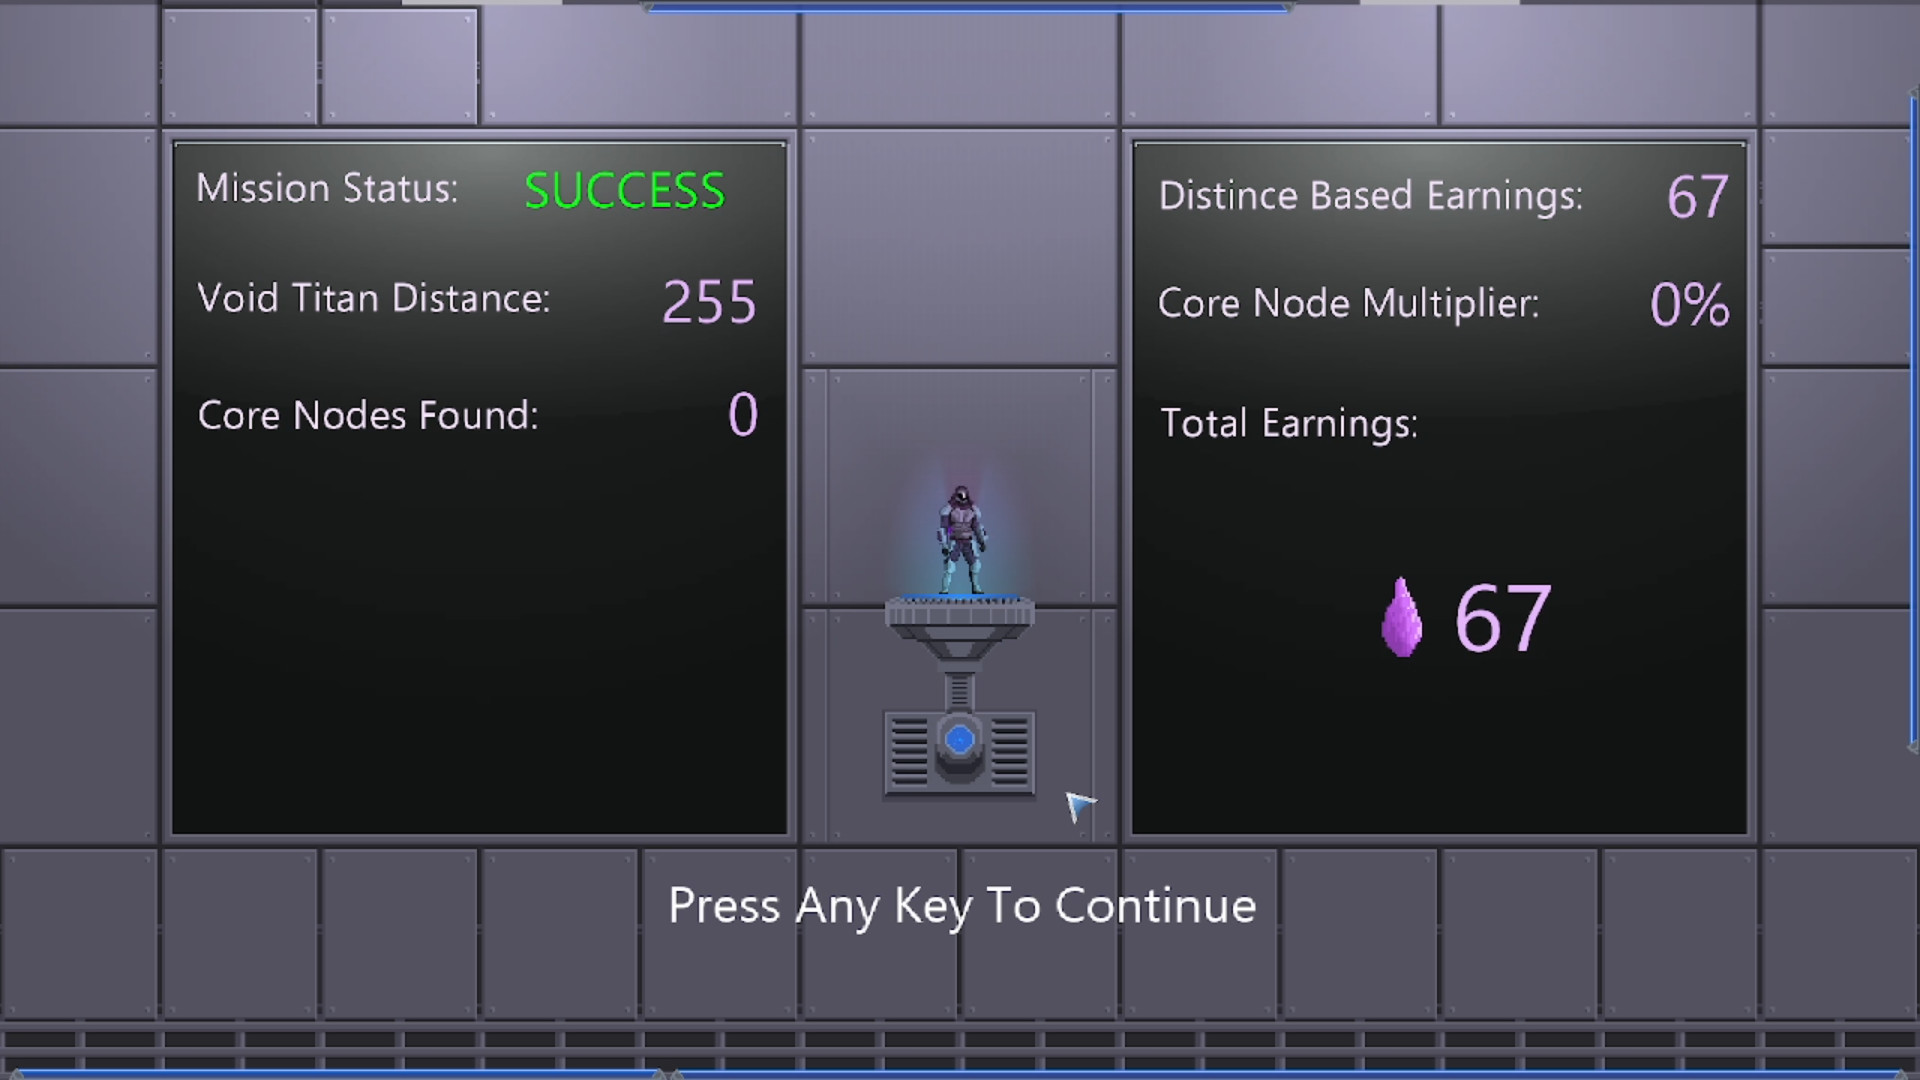 Mission Status: SUCCESS
Void Titan Distance: 255
Core Nodes Found: 0
Distince Based Earnings: 67
Core Node Multiplier: 0%
Total Earnings:
67
Press Any Key To Continue